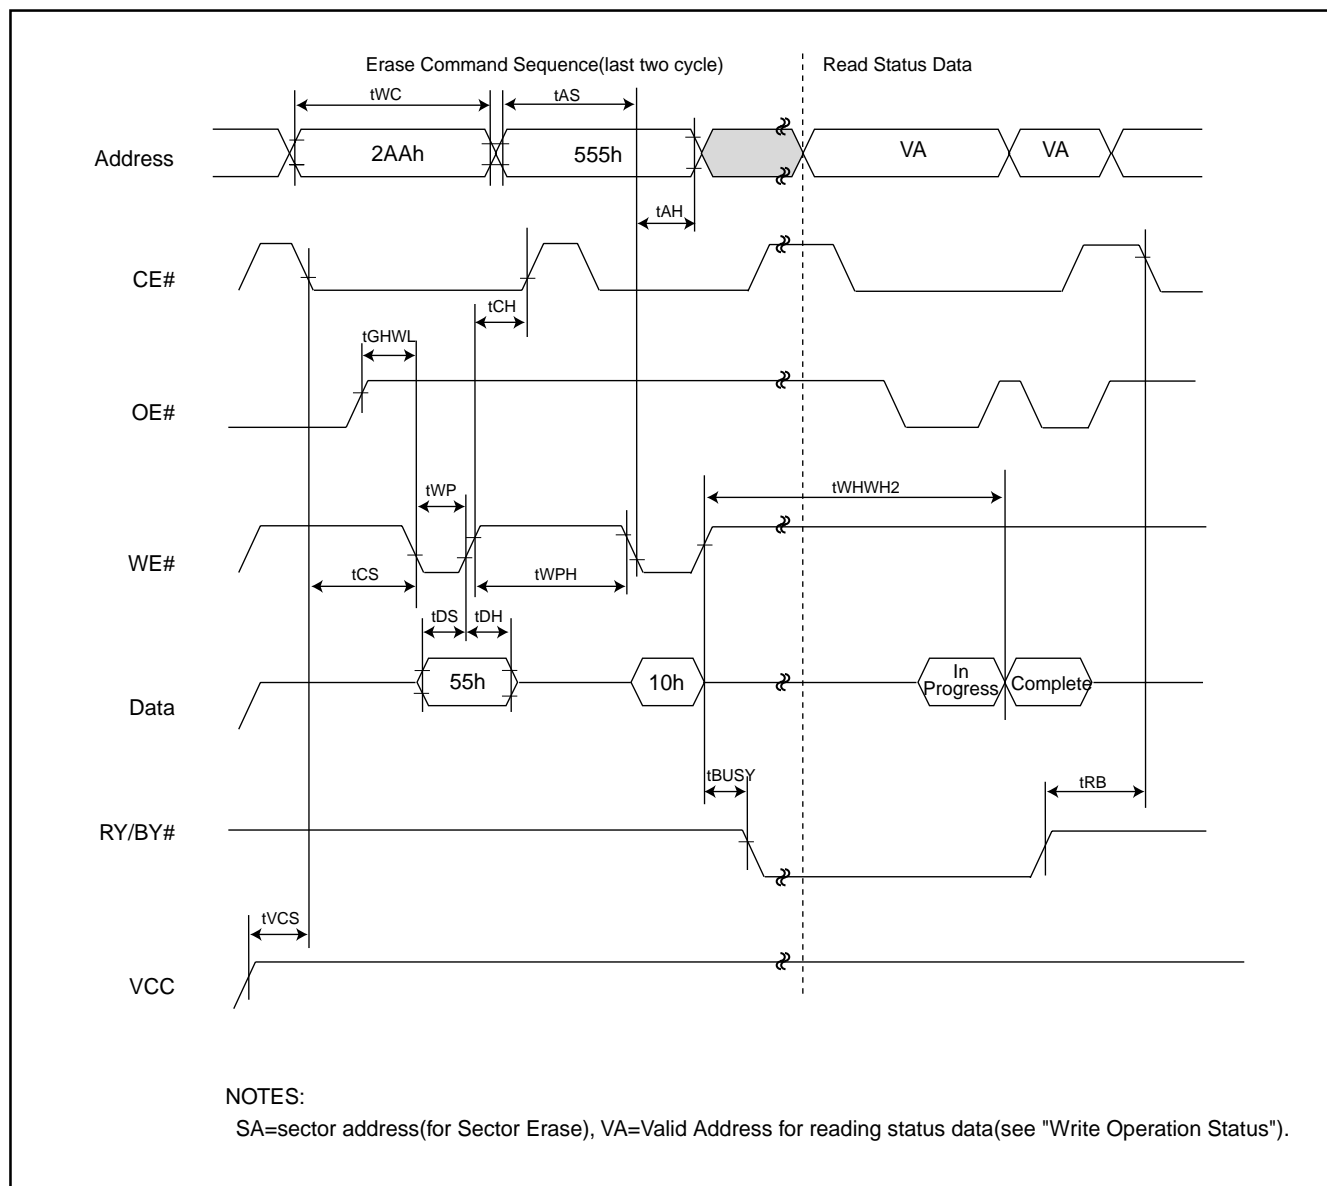 Erase Command Sequence(last two cycle)
Read Status Data
tWC
tAS
Address
2AAh
555h
VA
VA
tAH
CE#
tCH
tGHWL
OE#
tWP
tWHWH2
WE#
tCS
tWPH
tDS
tDH
Data
55h
10h
In
Progress
Complete
tBUSY
tRB
RY/BY#
tVCS
VCC
NOTES:
SA=sector address(for Sector Erase), VA=Valid Address for reading status data(see "Write Operation Status").